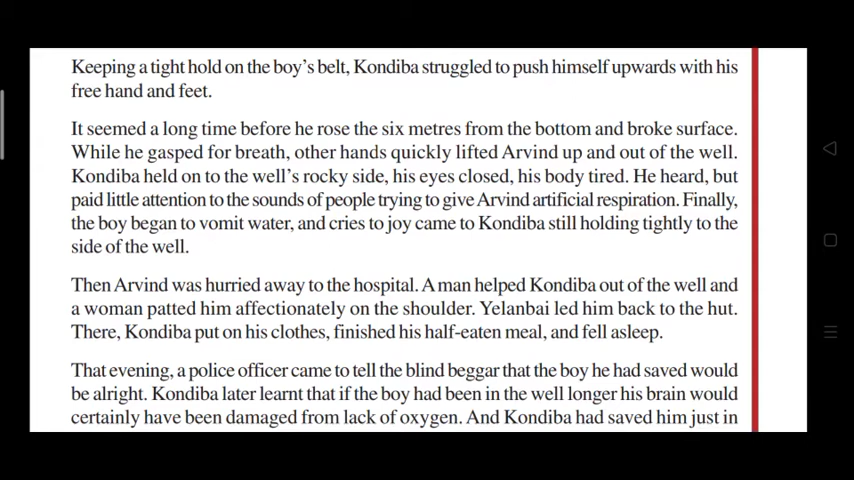 Keeping a tight hold on the boy's belt, Kondiba struggled to push himself upwards with his
free hand and feet.
It seemed a long time before he rose the six metres from the bottom and broke surface.
While he gasped for breath, other hands quickly lifted Arvind up and out of the well.
Kondiba held on to the well's rocky side, his eyes closed, his body tired. He heard, but
paid little attention to the sounds of people trying to give Arvind artificial respiration. Finally,
the boy began to vomit water, and cries to joy came to Kondiba still holding tightly to the
side of the well.
Then Arvind was hurried away to the hospital. A man helped Kondiba out of the well and
a woman patted him affectionately on the shoulder. Yelanbai led him back to the hut.
There, Kondiba put on his clothes, finished his half-eaten meal, and fell asleep.
That evening, a police officer came to tell the blind beggar that the boy he had saved would
be alright. Kondiba later learnt that if the boy had been in the well longer his brain would
certainly have been damaged from lack of oxygen. And Kondiba had saved him just in